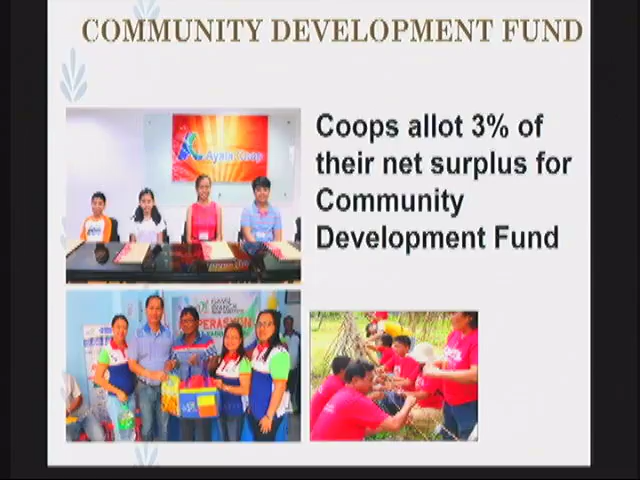 COMMUNITY DEVELOPMENT FUND
Ayala Coop
Coops allot 3% of
their net surplus for
Community
Development Fund